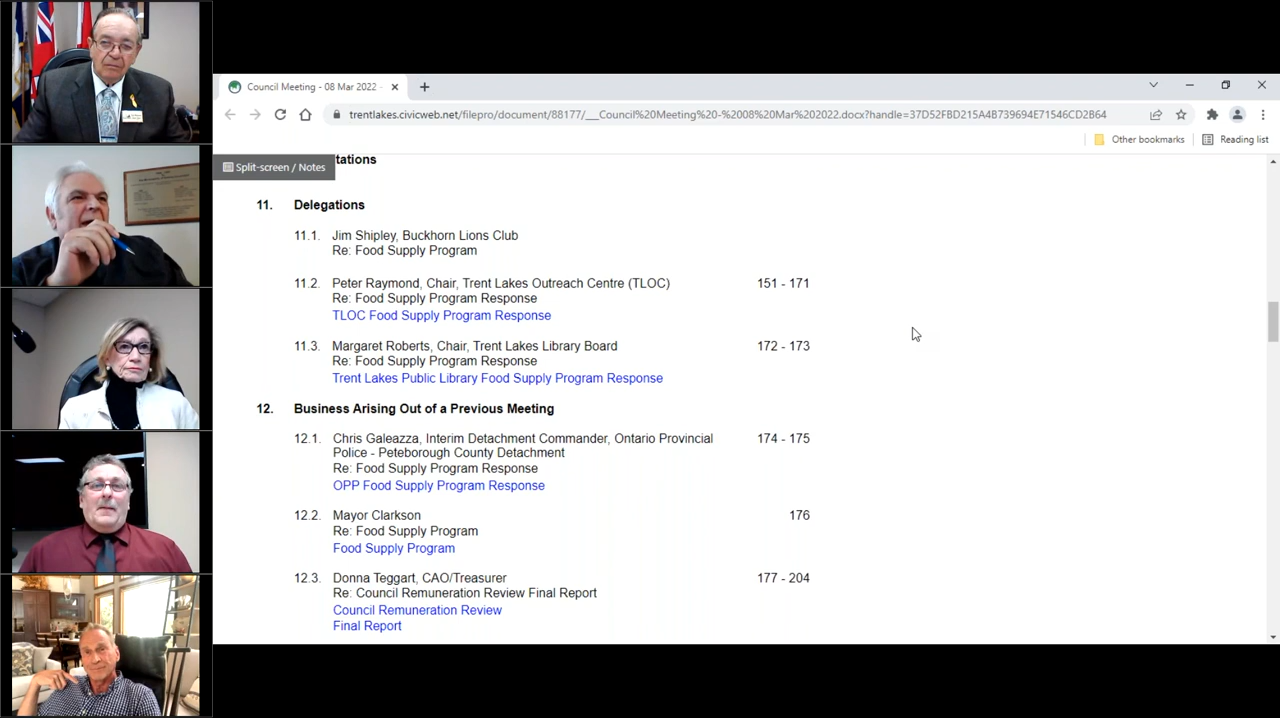 Council Meeting - 08 Mar 2022 -
trentlakes.civicweb.net/filepro/document/88177/___Council%20Meeting%20-%2008%20Mar%202022.docx?handle=37D52FBD215A4B739694E71546CD2B64
Other bookmarks
Reading list
Split-screen / Notes
tations
11. Delegations
11.1. Jim Shipley, Buckhorn Lions Club
Re: Food Supply Program
11.2. Peter Raymond, Chair, Trent Lakes Outreach Centre (TLOC) 151 - 171
Re: Food Supply Program Response
TLOC Food Supply Program Response
11.3. Margaret Roberts, Chair, Trent Lakes Library Board 172 - 173
Re: Food Supply Program Response
Trent Lakes Public Library Food Supply Program Response
12. Business Arising Out of a Previous Meeting
12.1. Chris Galeazza, Interim Detachment Commander, Ontario Provincial 174 - 175
Police - Peteborough County Detachment
Re: Food Supply Program Response
OPP Food Supply Program Response
12.2. Mayor Clarkson 176
Re: Food Supply Program
Food Supply Program
12.3. Donna Teggart, CAO/Treasurer 177 - 204
Re: Council Remuneration Review Final Report
Council Remuneration Review
Final Report